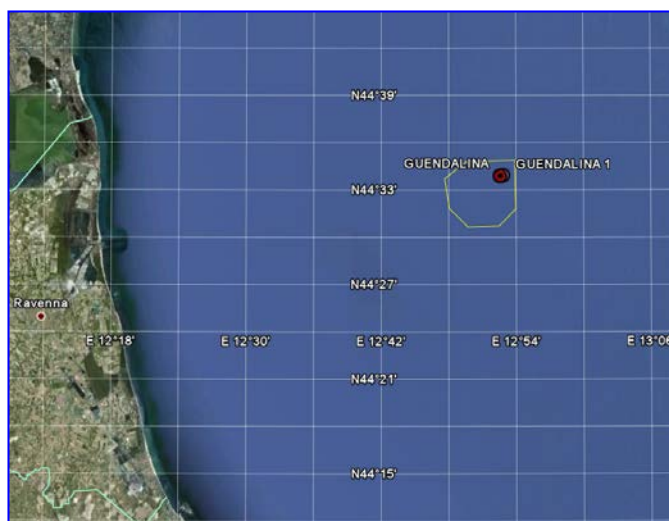 N44°39'
GUENDALINA
GUENDALINA 1
N44°33'
N44°27'
Ravenna
E 12°18'
E 12°30'
E 12°42'
E 12°54'
E 13°06
N44°21'
N44°15'